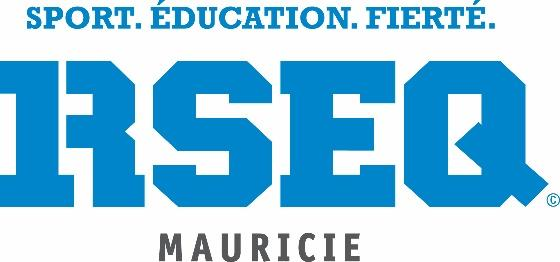 SPORT. ÉDUCATION. FIERTÉ.
RSEQ©
MAURICIE